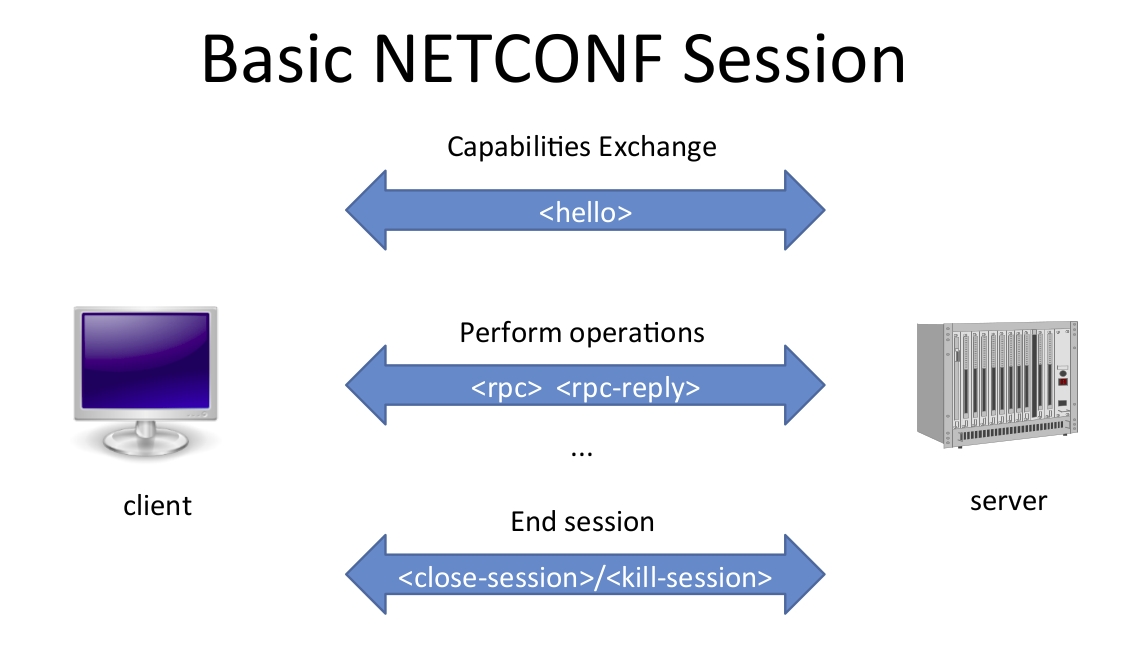 Basic NETCONF Session
Capabilities Exchange
<hello>
Perform operations
<rpc> <rpc-reply>
...
client
server
End session
<close-session>/<kill-session>